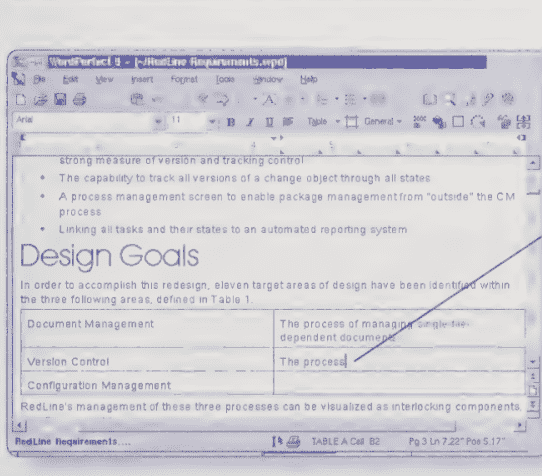 WordPerfect 9 - [~/RedLine Requirements.wpd]
File Edit View Insert Format Tools Window Help
Arial 11 B I U Table General
strong measure of version and tracking control
• The capability to track all versions of a change object through all states
• A process management screen to enable package management from "outside" the CM
process
• Linking all tasks and their states to an automated reporting system
Design Goals
In order to accomplish this redesign, eleven target areas of design have been identified within
the three following areas, defined in Table 1.
Document Management The process of managing single-file-
dependent documents
Version Control The process
Configuration Management
RedLine's management of these three processes can be visualized as interlocking components.
RedLine Requirements.... TABLE A Cell B2 Pg 3 Ln 7.22" Pos 5.17"